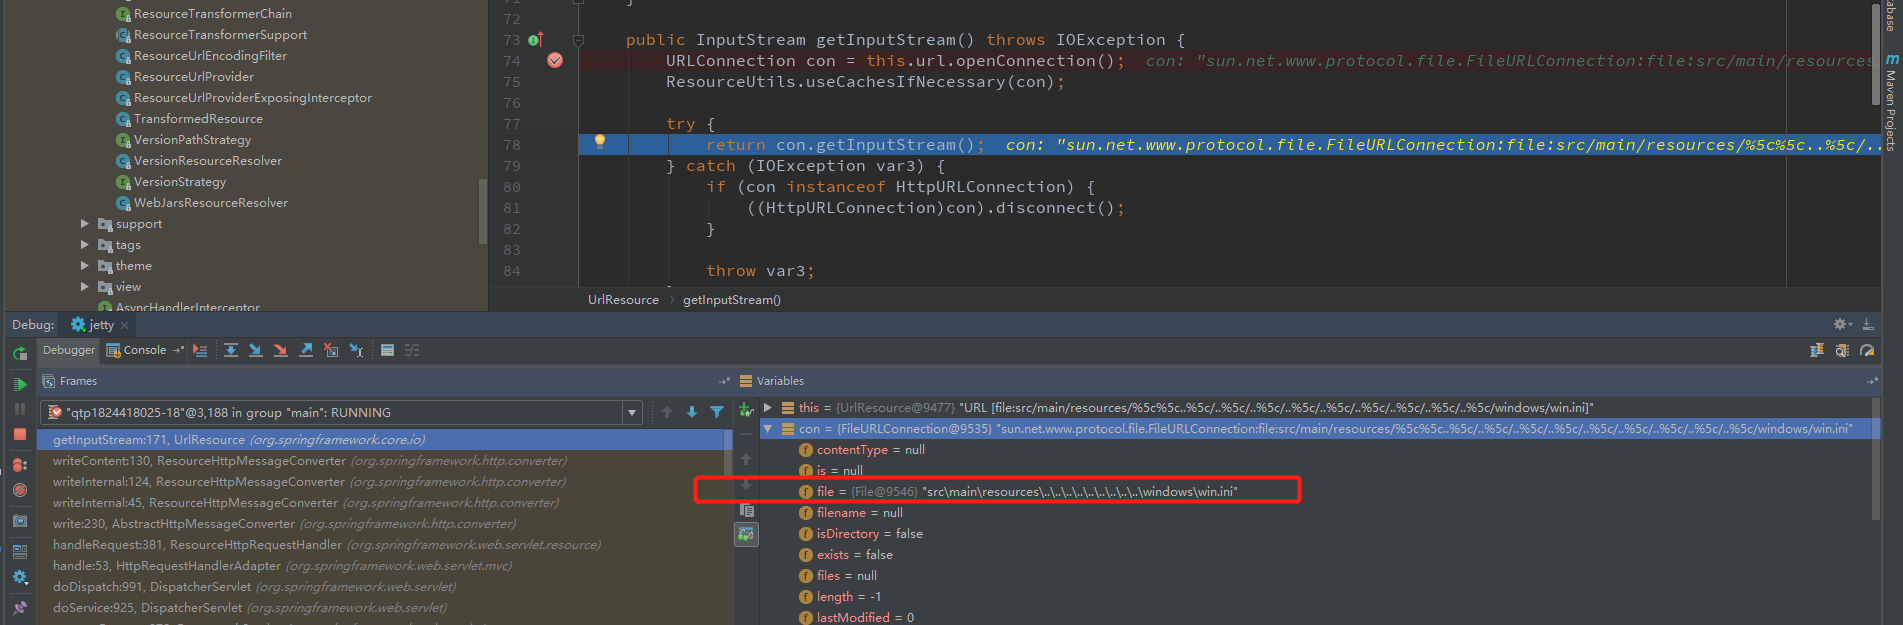 ResourceTransformerChain
ResourceTransformerSupport
ResourceUrlEncodingFilter
ResourceUrlProvider
ResourceUrlProviderExposingInterceptor
TransformedResource
VersionPathStrategy
VersionResourceResolver
VersionStrategy
WebJarsResourceResolver
support
tags
theme
view
AsyncHandlerInterceptor
71 }
72
73 public InputStream getInputStream() throws IOException {
74 URLConnection con = this.url.openConnection(); con: "sun.net.www.protocol.file.FileURLConnection:file:src/main/resources
75 ResourceUtils.useCachesIfNecessary(con);
76
77 try {
78 return con.getInputStream(); con: "sun.net.www.protocol.file.FileURLConnection:file:src/main/resources/%5c%5c..%5c/..
79 } catch (IOException var3) {
80 if (con instanceof HttpURLConnection) {
81 ((HttpURLConnection)con).disconnect();
82 }
83
84 throw var3;
UrlResource › getInputStream()
Maven Projects
Debug: jetty
Debugger Console
Frames
"qtp1824418025-18"@3,188 in group "main": RUNNING
getInputStream:171, UrlResource (org.springframework.core.io)
writeContent:130, ResourceHttpMessageConverter (org.springframework.http.converter)
writeInternal:124, ResourceHttpMessageConverter (org.springframework.http.converter)
writeInternal:45, ResourceHttpMessageConverter (org.springframework.http.converter)
write:230, AbstractHttpMessageConverter (org.springframework.http.converter)
handleRequest:381, ResourceHttpRequestHandler (org.springframework.web.servlet.resource)
handle:53, HttpRequestHandlerAdapter (org.springframework.web.servlet.mvc)
doDispatch:991, DispatcherServlet (org.springframework.web.servlet)
doService:925, DispatcherServlet (org.springframework.web.servlet)
Variables
this = {UrlResource@9477} "URL [file:src/main/resources/%5c%5c..%5c/..%5c/..%5c/..%5c/..%5c/..%5c/..%5c/..%5c/..%5c/windows/win.ini]"
con = {FileURLConnection@9535} "sun.net.www.protocol.file.FileURLConnection:file:src/main/resources/%5c%5c..%5c/..%5c/..%5c/..%5c/..%5c/..%5c/..%5c/..%5c/..%5c/windows/win.ini"
contentType = null
is = null
file = {File@9546} "src\main\resources\..\..\..\..\..\..\..\..\..\windows\win.ini"
filename = null
isDirectory = false
exists = false
files = null
length = -1
lastModified = 0